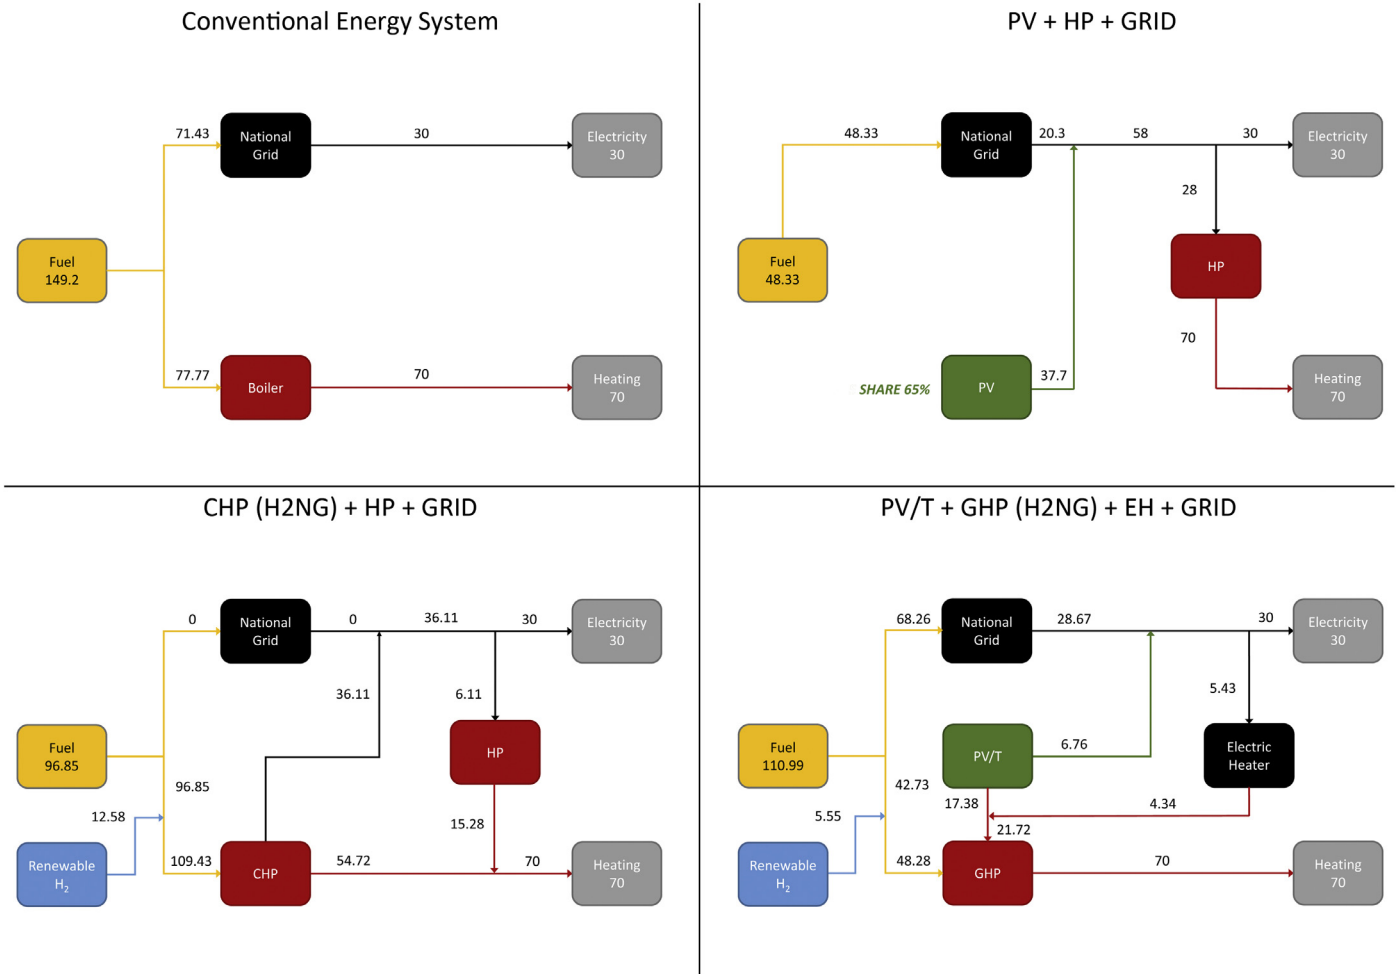 Conventional Energy System
71.43
National
Grid
30
Electricity
30
Fuel
149.2
77.77
Boiler
70
Heating
70
PV + HP + GRID
48.33
National
Grid
20.3
58
30
Electricity
30
28
Fuel
48.33
HP
70
SHARE 65%
PV
37.7
Heating
70
CHP (H2NG) + HP + GRID
0
National
Grid
0
36.11
30
Electricity
30
36.11
6.11
Fuel
96.85
HP
96.85
12.58
15.28
Renewable
H2
109.43
CHP
54.72
70
Heating
70
PV/T + GHP (H2NG) + EH + GRID
68.26
National
Grid
28.67
30
Electricity
30
5.43
Fuel
110.99
PV/T
6.76
Electric
Heater
42.73
17.38
4.34
5.55
21.72
Renewable
H2
48.28
GHP
70
Heating
70